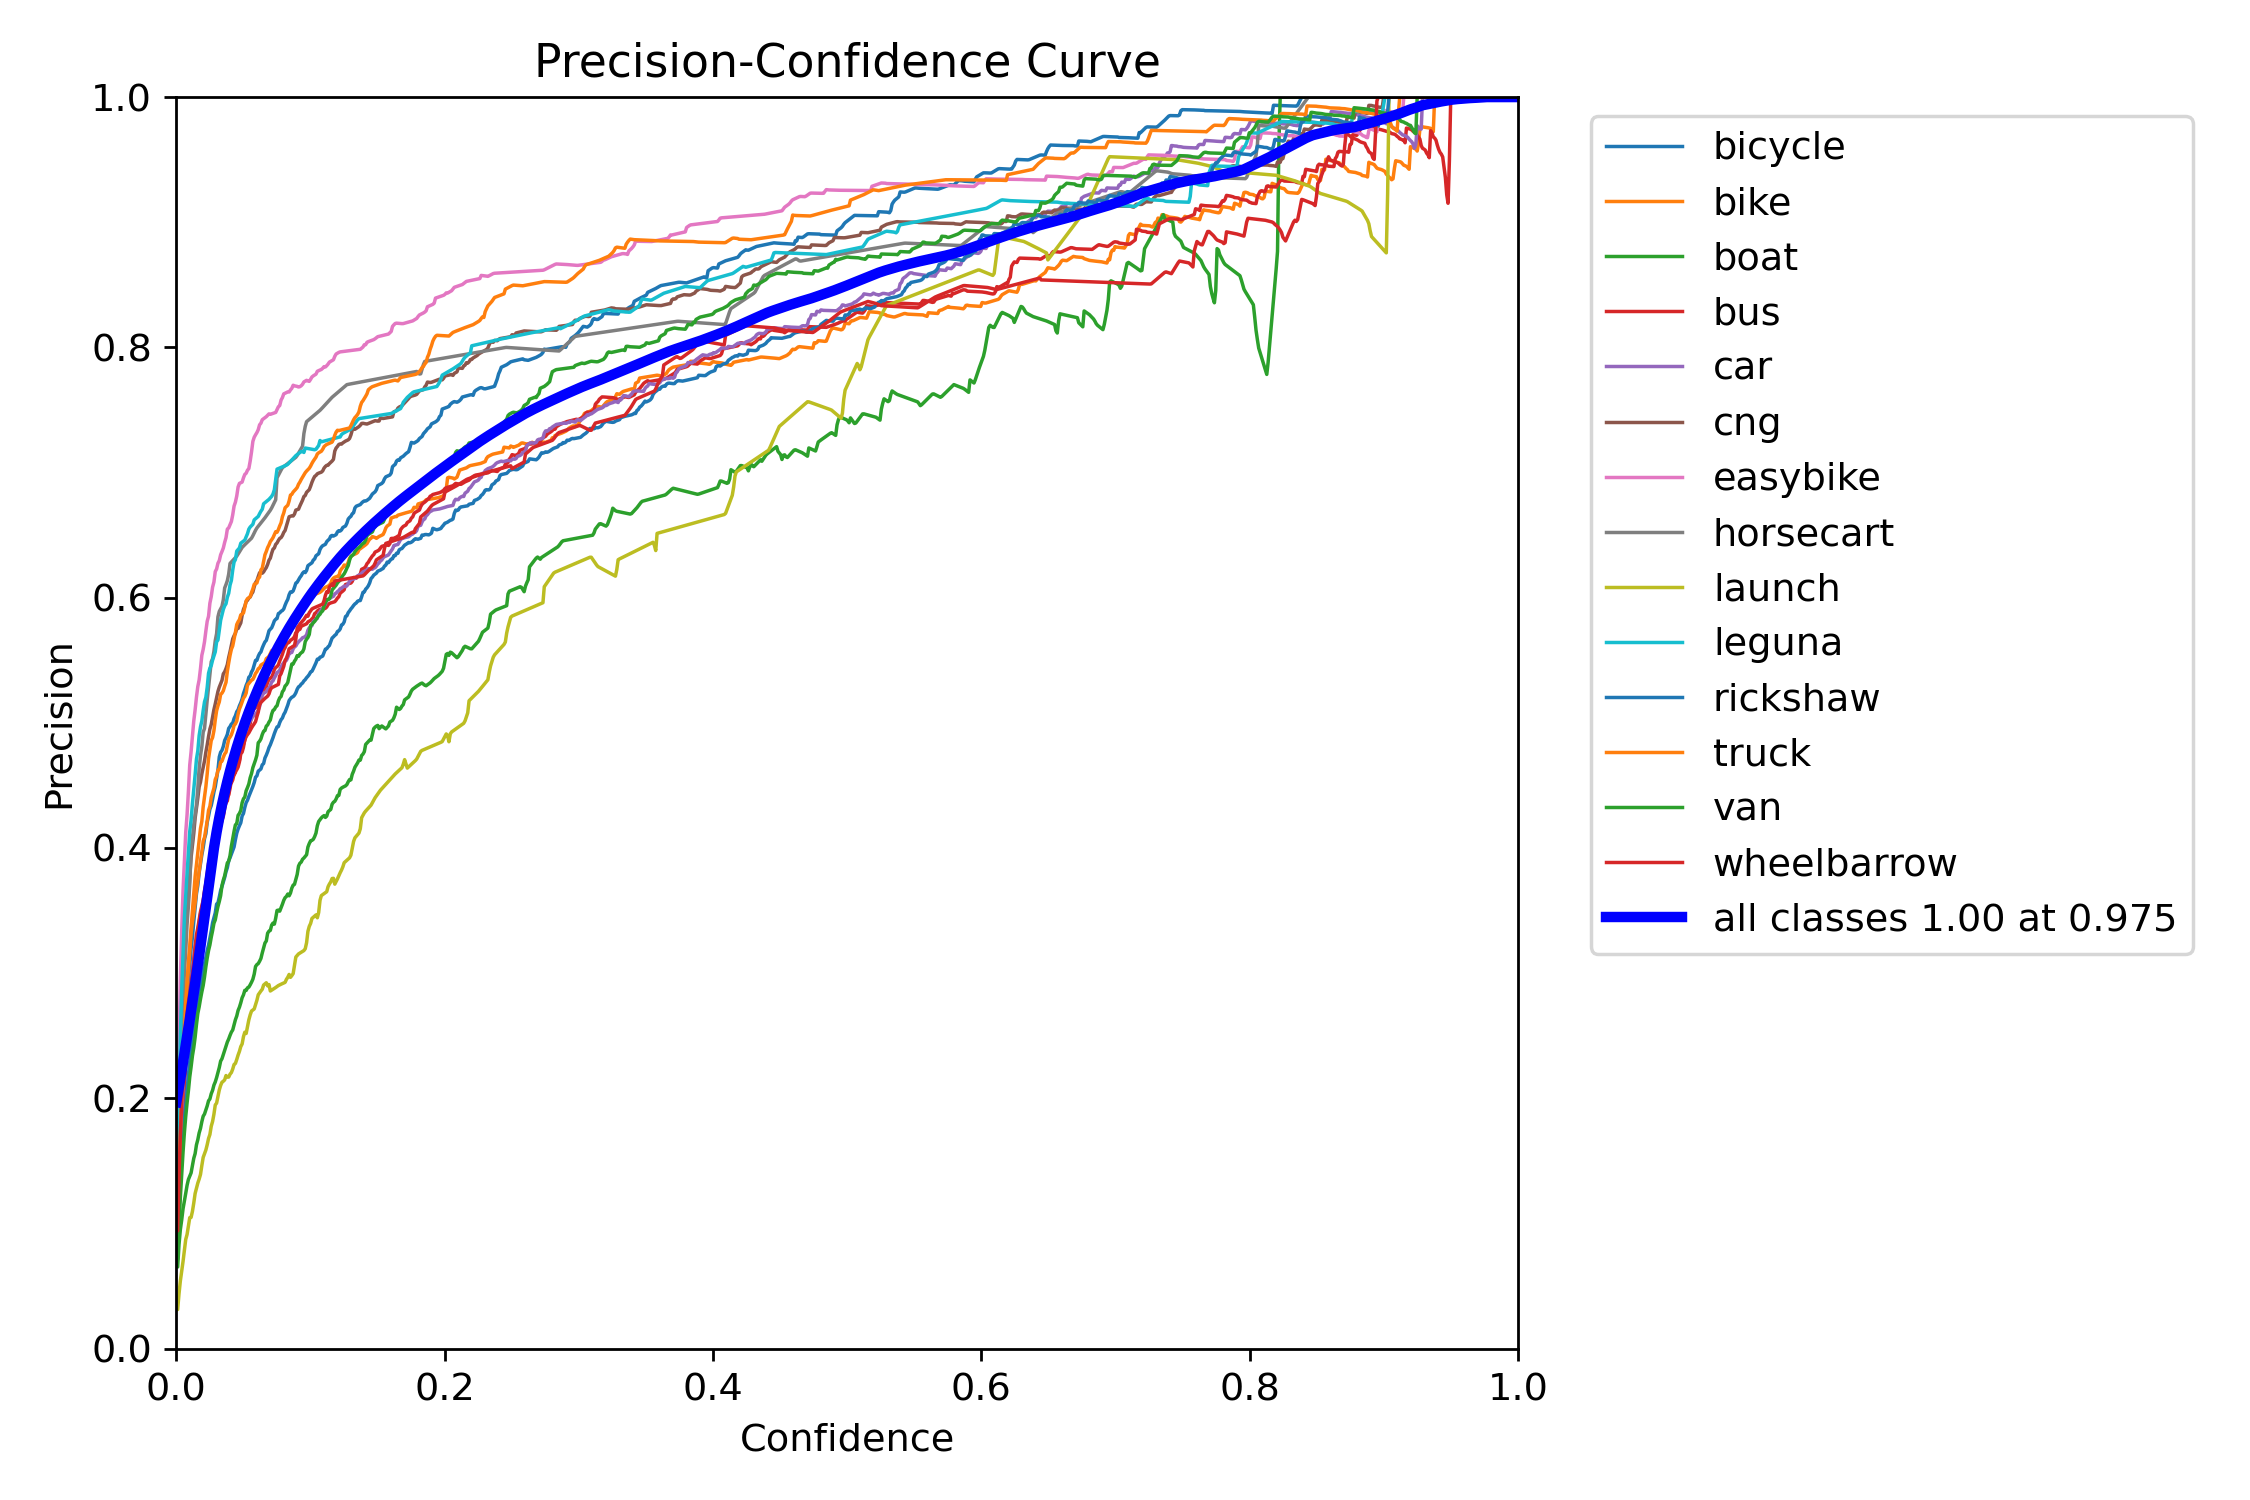 Precision-Confidence Curve
1.0
0.8
0.6
0.4
0.2
0.0
Precision
0.0 0.2 0.4 0.6 0.8 1.0
Confidence
bicycle
bike
boat
bus
car
cng
easybike
horsecart
launch
leguna
rickshaw
truck
van
wheelbarrow
all classes 1.00 at 0.975